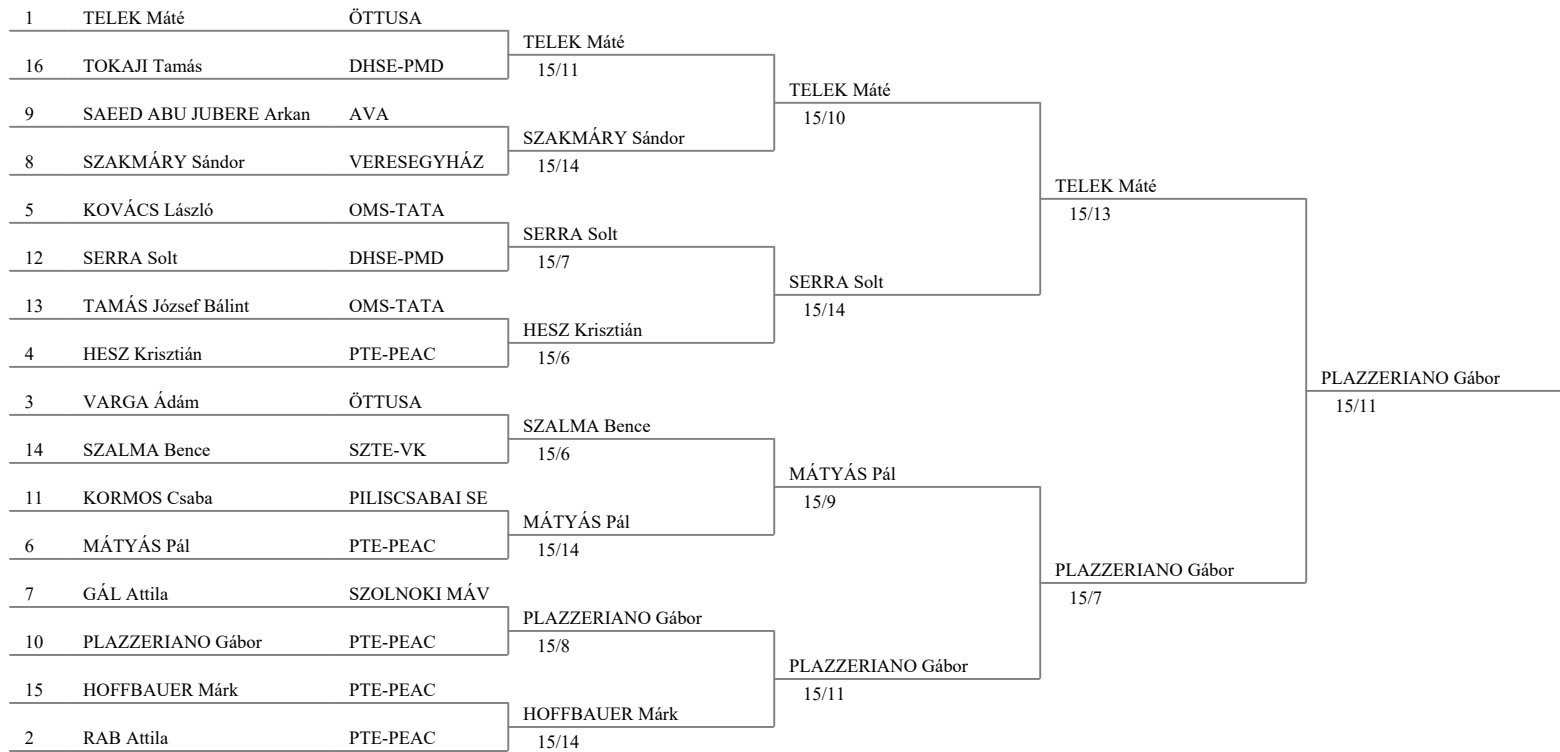 1 TELEK Máté ÖTTUSA
TELEK Máté
16 TOKAJI Tamás DHSE-PMD
15/11
TELEK Máté
9 SAEED ABU JUBERE Arkan AVA
15/10
SZAKMÁRY Sándor
8 SZAKMÁRY Sándor VERESEGYHÁZ
15/14
TELEK Máté
5 KOVÁCS László OMS-TATA
15/13
SERRA Solt
12 SERRA Solt DHSE-PMD
15/7
SERRA Solt
13 TAMÁS József Bálint OMS-TATA
15/14
HESZ Krisztián
4 HESZ Krisztián PTE-PEAC
15/6
PLAZZERIANO Gábor
3 VARGA Ádám ÖTTUSA
15/11
SZALMA Bence
14 SZALMA Bence SZTE-VK
15/6
MÁTYÁS Pál
11 KORMOS Csaba PILISCSABAI SE
15/9
MÁTYÁS Pál
6 MÁTYÁS Pál PTE-PEAC
15/14
PLAZZERIANO Gábor
7 GÁL Attila SZOLNOKI MÁV
15/7
PLAZZERIANO Gábor
10 PLAZZERIANO Gábor PTE-PEAC
15/8
PLAZZERIANO Gábor
15 HOFFBAUER Márk PTE-PEAC
15/11
HOFFBAUER Márk
2 RAB Attila PTE-PEAC
15/14